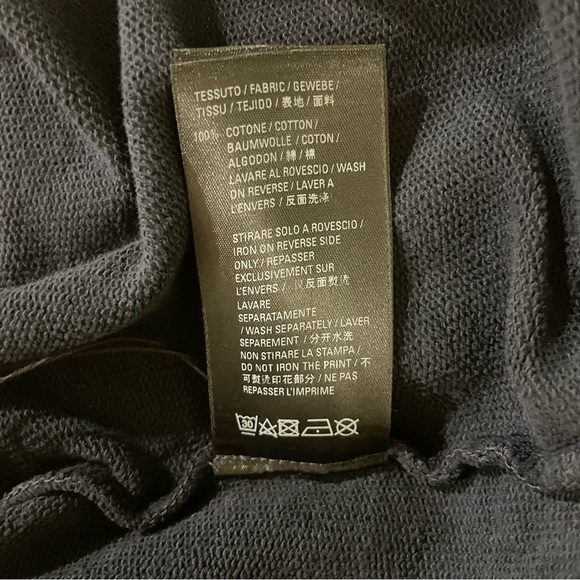 TESSUTO / FABRIC / GEWEBE /
TISSU / TEJIDO / 表地 / 面料
100% COTONE / COTTON /
BAUMWOLLE / COTON /
ALGODON / 綿 / 棉
LAVARE AL ROVESCIO / WASH
ON REVERSE / LAVER A
L'ENVERS / 反面洗涤
STIRARE SOLO A ROVESCIO /
IRON ON REVERSE SIDE
ONLY / REPASSER
EXCLUSIVEMENT SUR
L'ENVERS / 仅反面熨烫
LAVARE
SEPARATAMENTE
/ WASH SEPARATELY / LAVER
SEPAREMENT / 分开水洗
NON STIRARE LA STAMPA /
DO NOT IRON THE PRINT / 不
可熨烫印花部分 / NE PAS
REPASSER L'IMPRIME
30